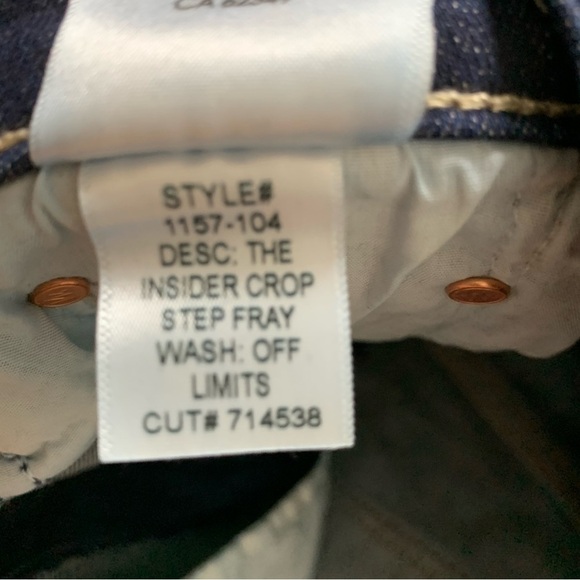 STYLE#
1157-104
DESC: THE
INSIDER CROP
STEP FRAY
WASH: OFF
LIMITS
CUT# 714538